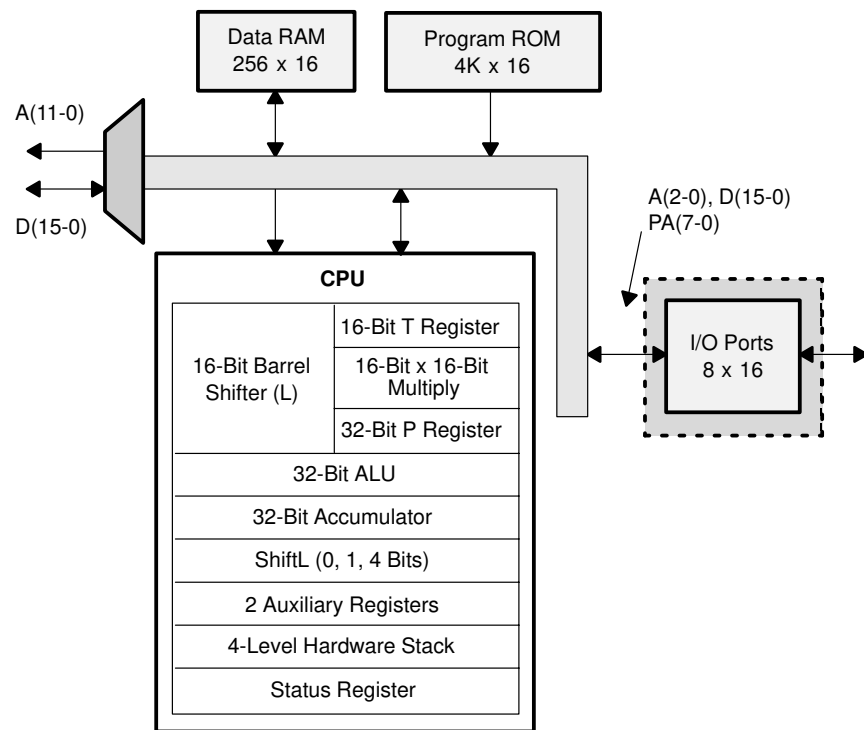 Data RAM
256 x 16
Program ROM
4K x 16
A(11-0)
D(15-0)
A(2-0), D(15-0)
PA(7-0)
CPU
16-Bit Barrel
Shifter (L)
16-Bit T Register
16-Bit x 16-Bit
Multiply
32-Bit P Register
32-Bit ALU
32-Bit Accumulator
ShiftL (0, 1, 4 Bits)
2 Auxiliary Registers
4-Level Hardware Stack
Status Register
I/O Ports
8 x 16